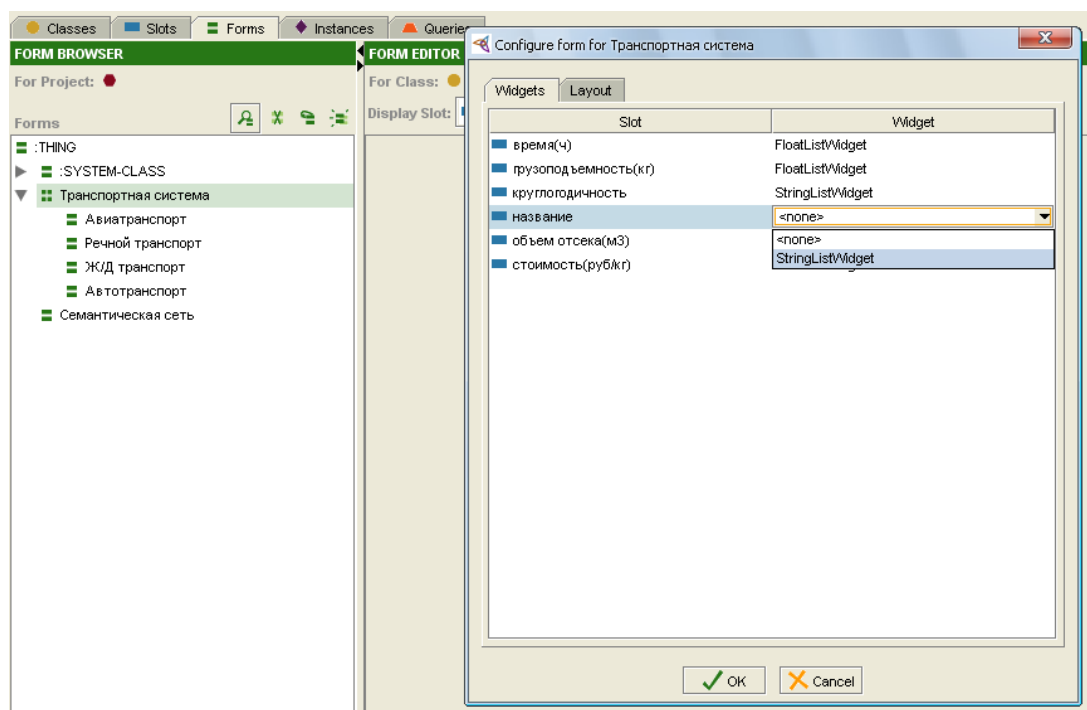 Classes Slots Forms Instances Queries
FORM BROWSER
For Project:
Forms
:THING
:SYSTEM-CLASS
Транспортная система
Авиатранспорт
Речной транспорт
Ж/Д транспорт
Автотранспорт
Семантическая сеть
FORM EDITOR
For Class:
Display Slot:
Configure form for Транспортная система
Widgets Layout
Slot Widget
время(ч) FloatListWidget
грузоподъемность(кг) FloatListWidget
круглогодичность StringListWidget
название <none>
объем отсека(м3) <none>
стоимость(руб/кг) StringListWidget
OK Cancel